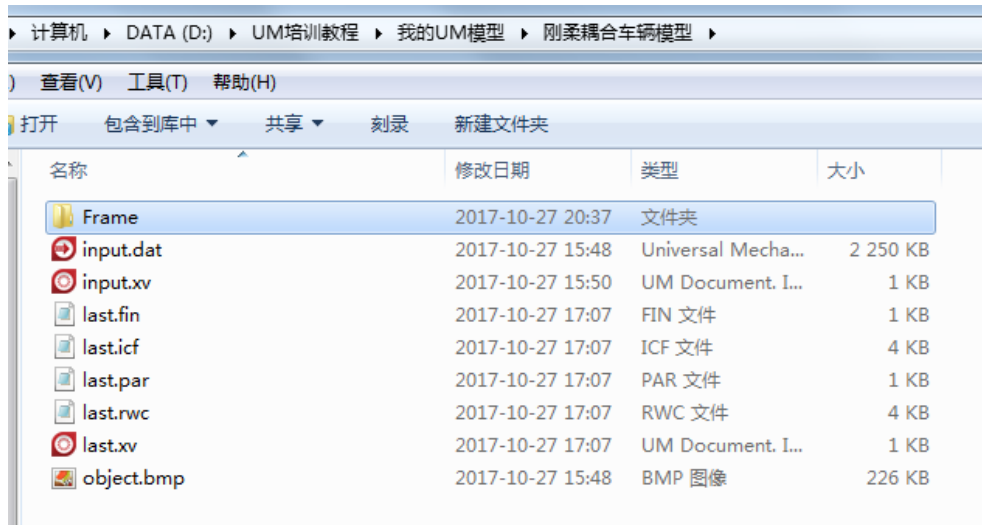 计算机 ▸ DATA (D:) ▸ UM培训教程 ▸ 我的UM模型 ▸ 刚柔耦合车辆模型 ▸
) 查看(V) 工具(T) 帮助(H)
打开 包含到库中 共享 刻录 新建文件夹
名称 修改日期 类型 大小
Frame 2017-10-27 20:37 文件夹
input.dat 2017-10-27 15:48 Universal Mecha... 2 250 KB
input.xv 2017-10-27 15:50 UM Document. I... 1 KB
last.fin 2017-10-27 17:07 FIN 文件 1 KB
last.icf 2017-10-27 17:07 ICF 文件 4 KB
last.par 2017-10-27 17:07 PAR 文件 1 KB
last.rwc 2017-10-27 17:07 RWC 文件 4 KB
last.xv 2017-10-27 17:07 UM Document. I... 1 KB
object.bmp 2017-10-27 15:48 BMP 图像 226 KB